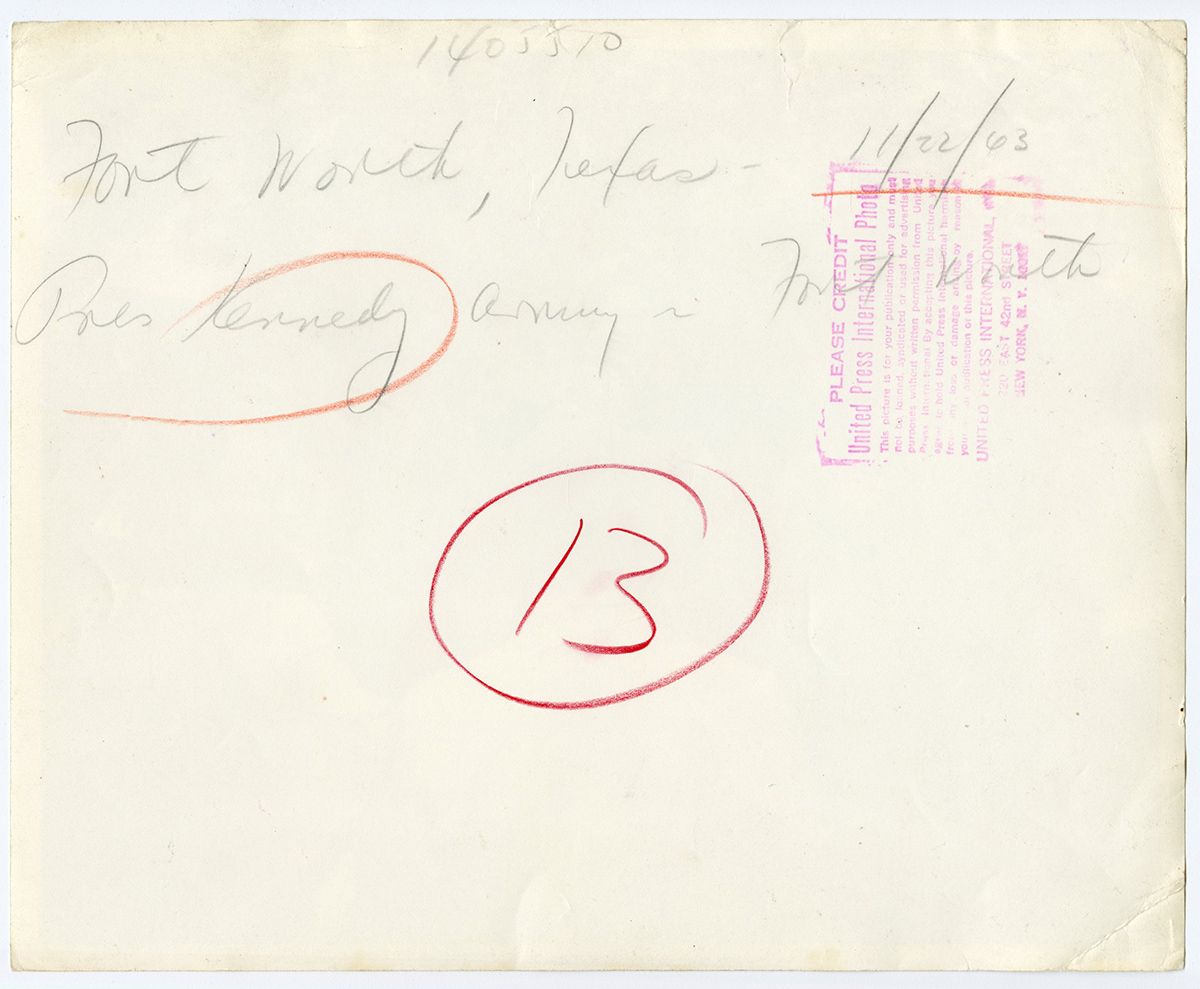 1405510
Fort Worth, Texas - 11/22/63
Pres Kennedy in Fort Worth
13
PLEASE CREDIT
United Press International Photo
This picture is for your publication only and must
not be loaned, syndicated or used for advertising
purposes without written permission from United
Press International By accepting this picture you
agree to hold United Press International harmless
from any loss or damage arising by reason of
your publication of this picture.
UNITED PRESS INTERNATIONAL, INC.
220 EAST 42nd STREET
NEW YORK, N. Y.